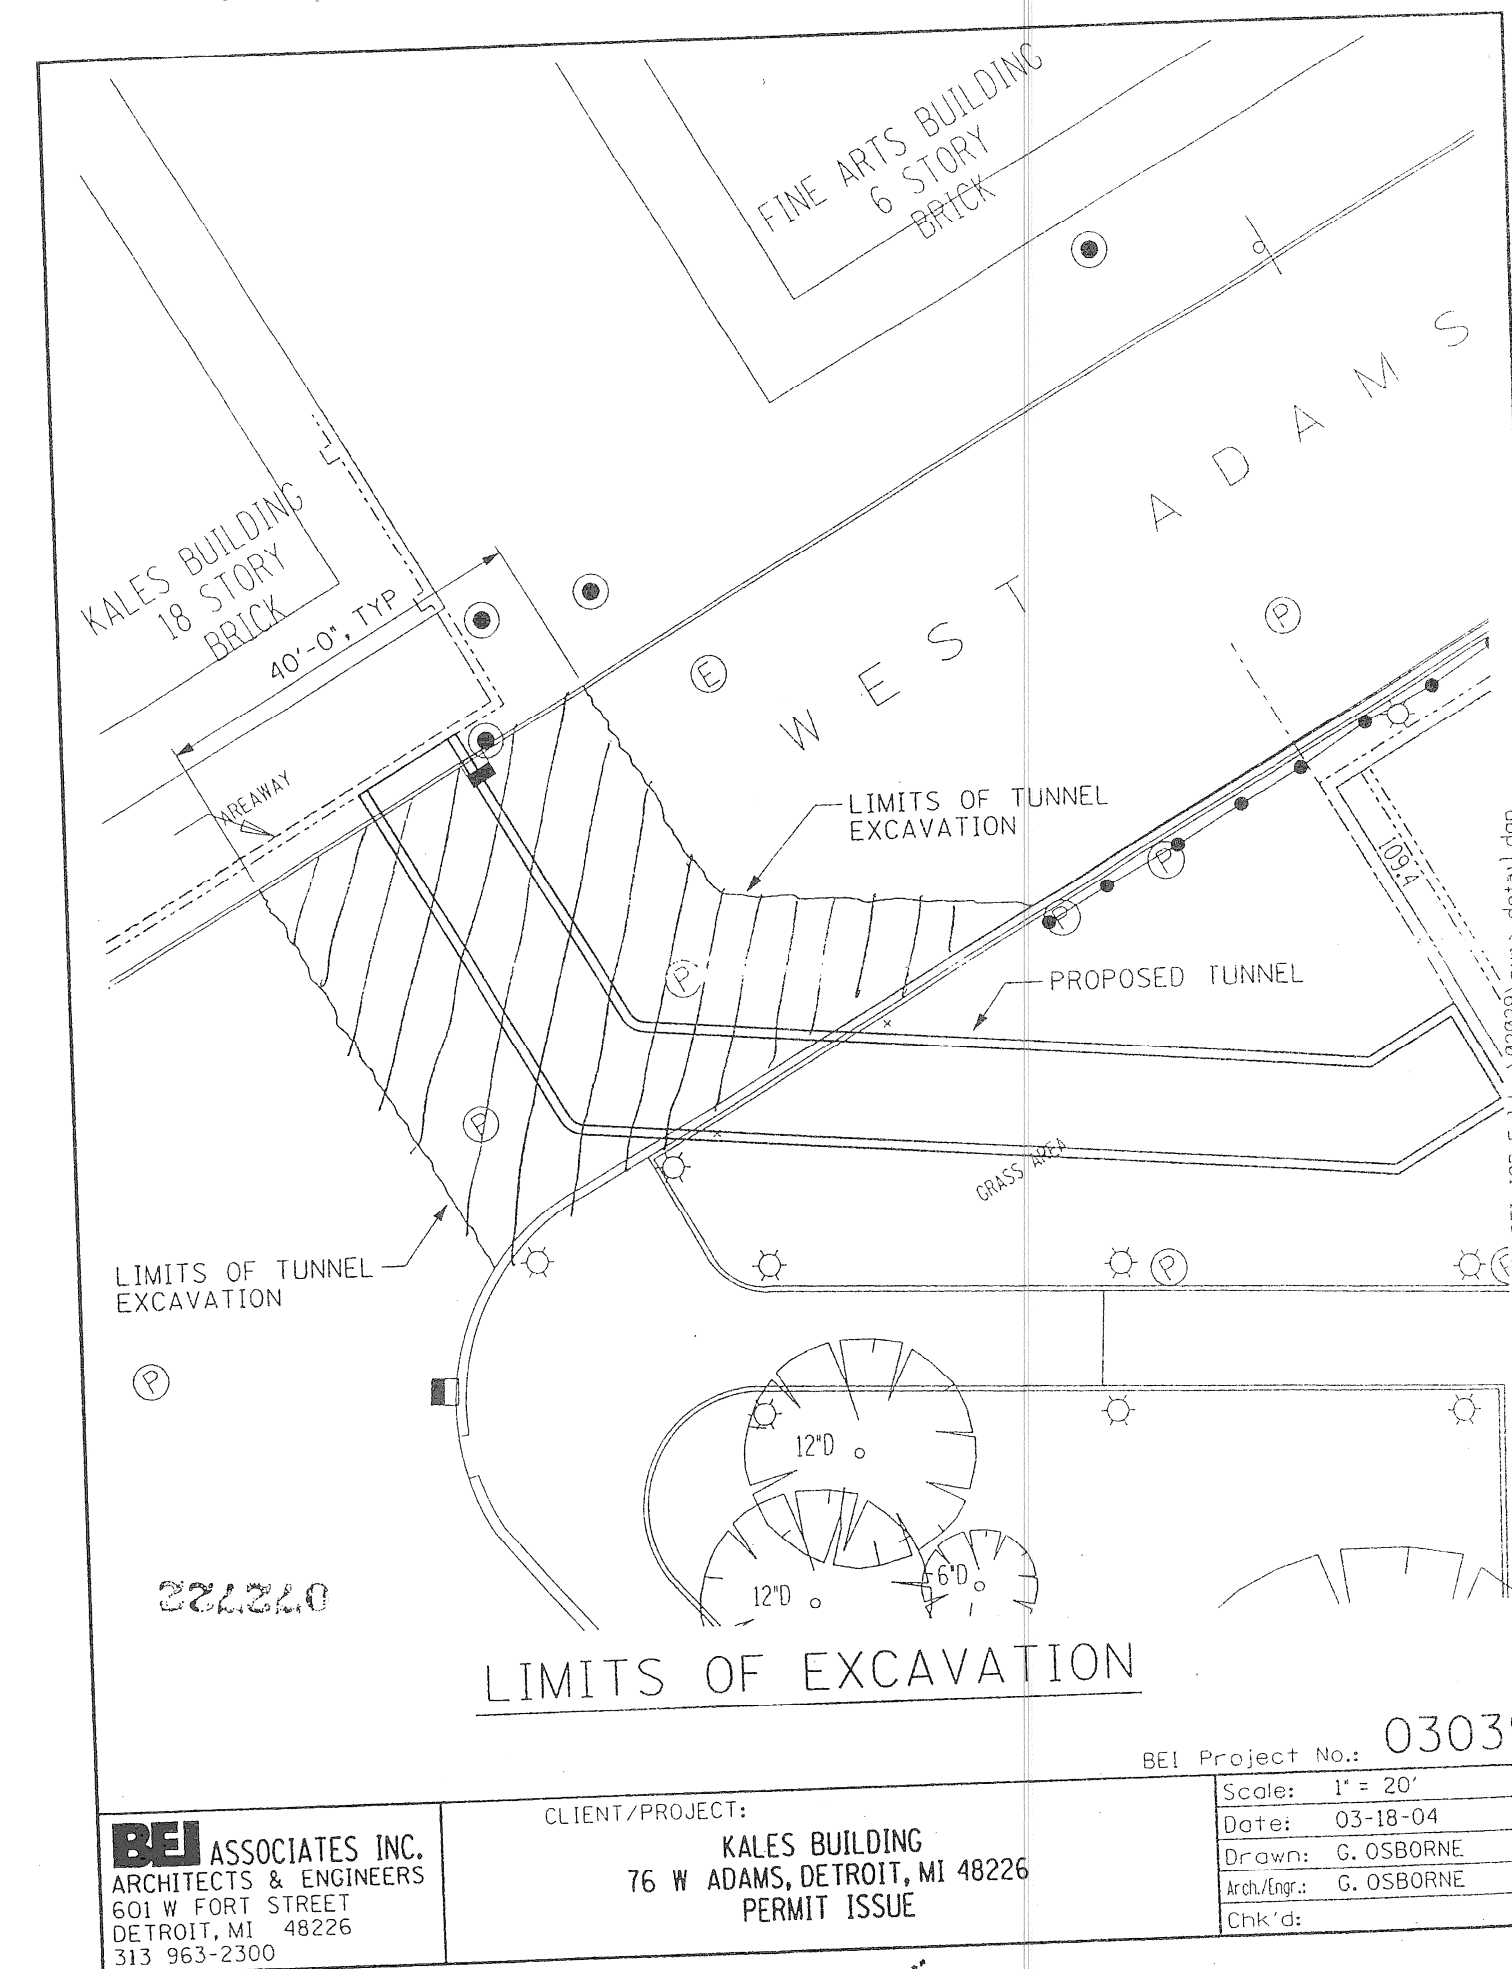 FINE ARTS BUILDING
6 STORY
BRICK
WEST ADAMS
KALES BUILDING
18 STORY
BRICK
40'-0", TYP
AREAWAY
E
P
P
P
P
P
LIMITS OF TUNNEL
EXCAVATION
109.4
PROPOSED TUNNEL
P
GRASS AREA
LIMITS OF TUNNEL
EXCAVATION
P
P
12"D
12"D
6"D
072722
LIMITS OF EXCAVATION
BEI Project No.: 0303
BEI ASSOCIATES INC.
ARCHITECTS & ENGINEERS
601 W FORT STREET
DETROIT, MI 48226
313 963-2300
CLIENT/PROJECT:
KALES BUILDING
76 W ADAMS, DETROIT, MI 48226
PERMIT ISSUE
Scale: 1" = 20'
Date: 03-18-04
Drawn: G. OSBORNE
Arch./Engr.: G. OSBORNE
Chk'd: